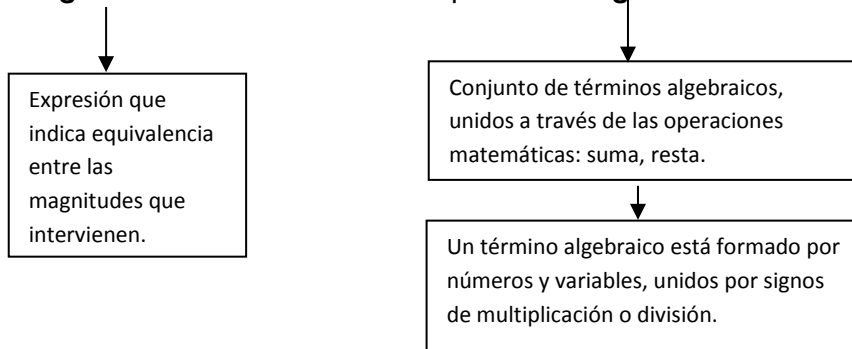 Expresión que
indica equivalencia
entre las
magnitudes que
intervienen.
Conjunto de términos algebraicos,
unidos a través de las operaciones
matemáticas: suma, resta.
Un término algebraico está formado por
números y variables, unidos por signos
de multiplicación o división.